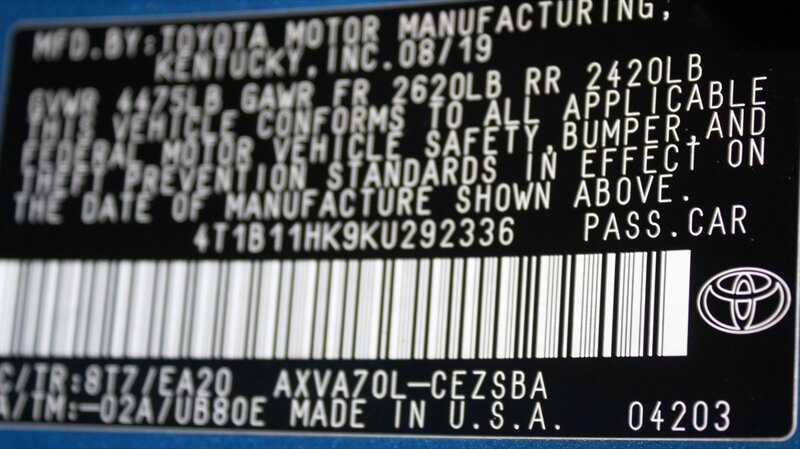 MFD.BY:TOYOTA MOTOR MANUFACTURING,
KENTUCKY,INC.08/19
GVWR 4475LB GAWR FR 2620LB RR 2420LB
THIS VEHICLE CONFORMS TO ALL APPLICABLE
FEDERAL MOTOR VEHICLE SAFETY,BUMPER,AND
THEFT PREVENTION STANDARDS IN EFFECT ON
THE DATE OF MANUFACTURE SHOWN ABOVE.
4T1B11HK9KU292336 PASS.CAR
C/TR:8T7/EA20 AXVA70L-CEZSBA
A/TM:-02A/UB80E MADE IN U.S.A. 04203